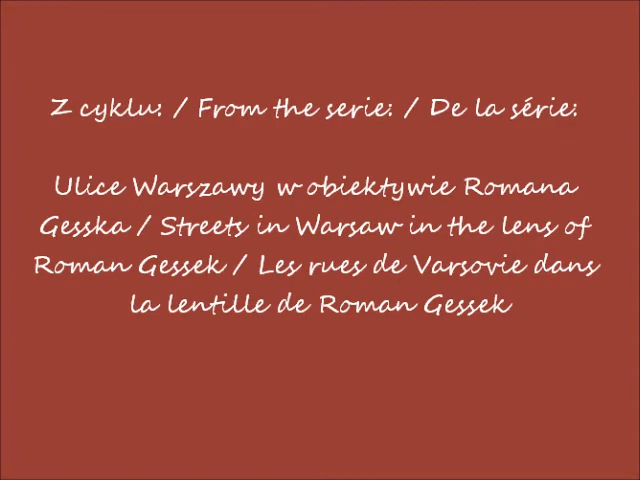 Z cyklu: / From the serie: / De la série:
Ulice Warszawy w obiektywie Romana
Gesska / Streets in Warsaw in the lens of
Roman Gessek / Les rues de Varsovie dans
la lentille de Roman Gessek